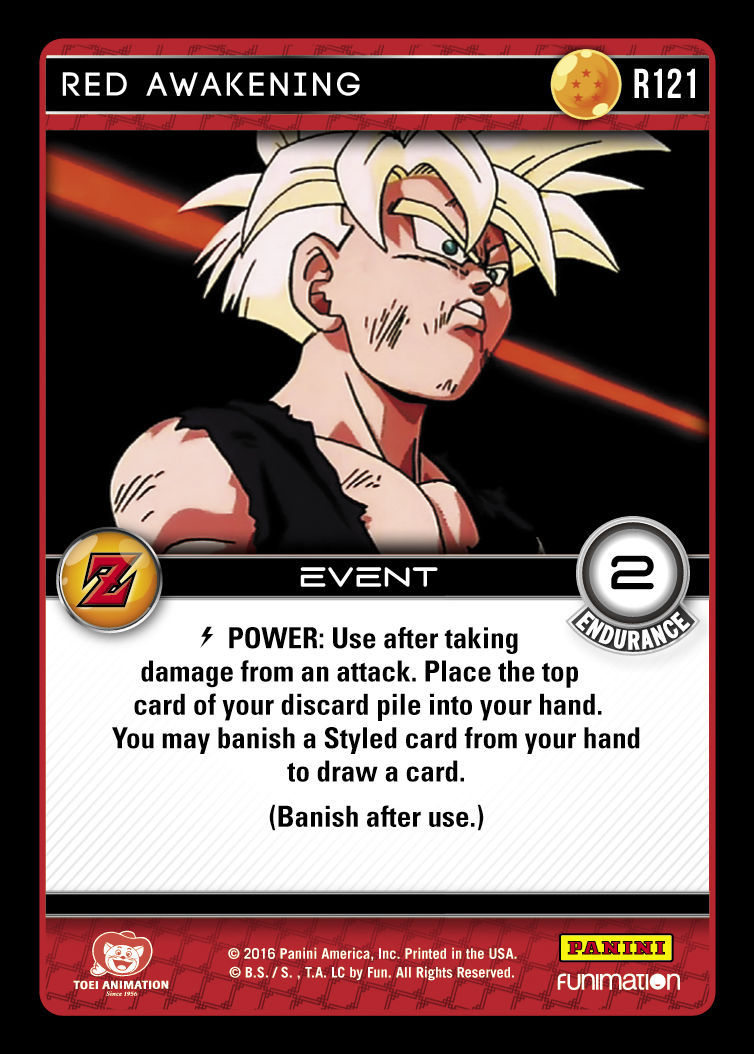 RED AWAKENING
R121
Z
EVENT
2
ENDURANCE
POWER: Use after taking
damage from an attack. Place the top
card of your discard pile into your hand.
You may banish a Styled card from your hand
to draw a card.
(Banish after use.)
TOEI ANIMATION
Since 1956
© 2016 Panini America, Inc. Printed in the USA.
© B.S. / S. , T.A. LC by Fun. All Rights Reserved.
PANINI
FUNIMATION